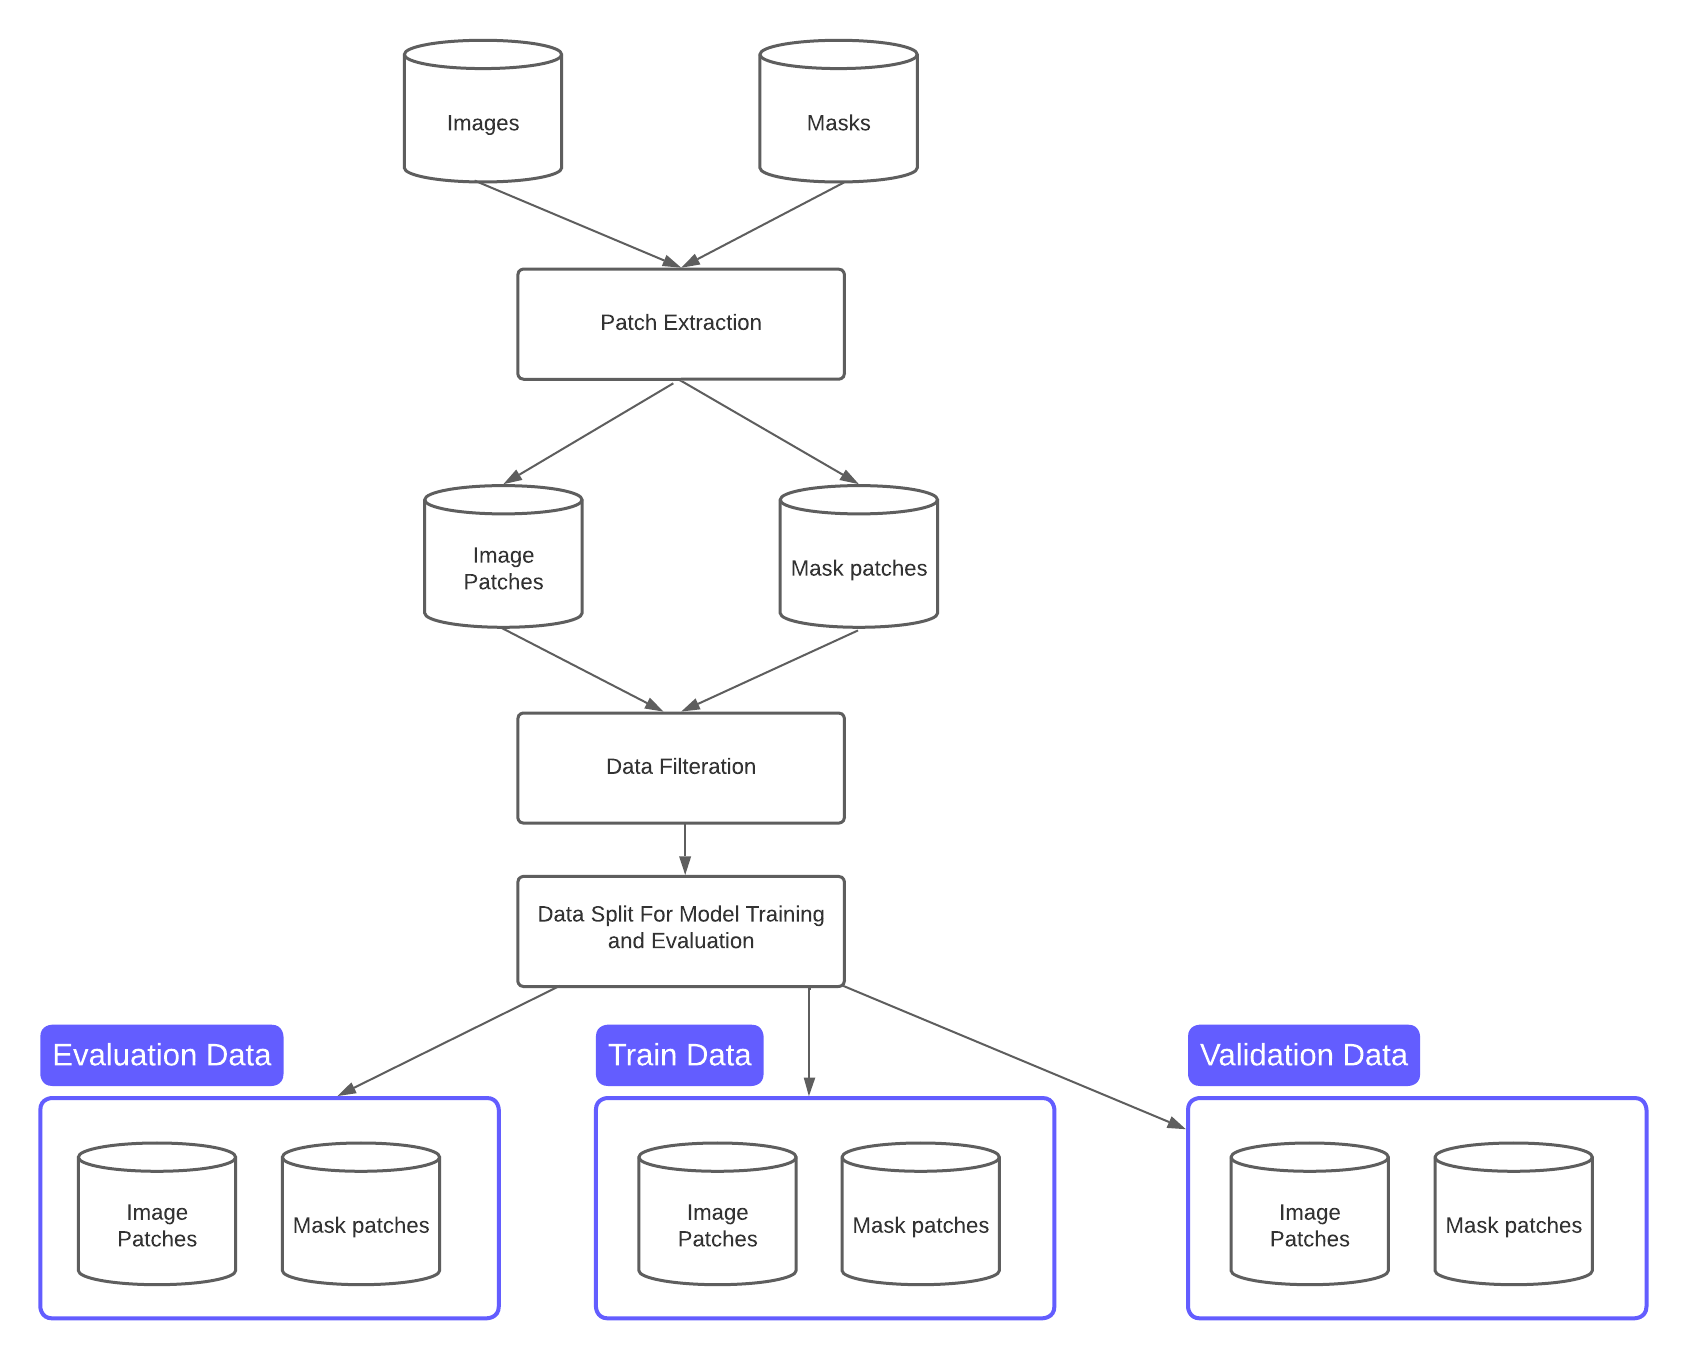 Images
Masks
Patch Extraction
Image
Patches
Mask patches
Data Filteration
Data Split For Model Training
and Evaluation
Evaluation Data
Train Data
Validation Data
Image
Patches
Mask patches
Image
Patches
Mask patches
Image
Patches
Mask patches